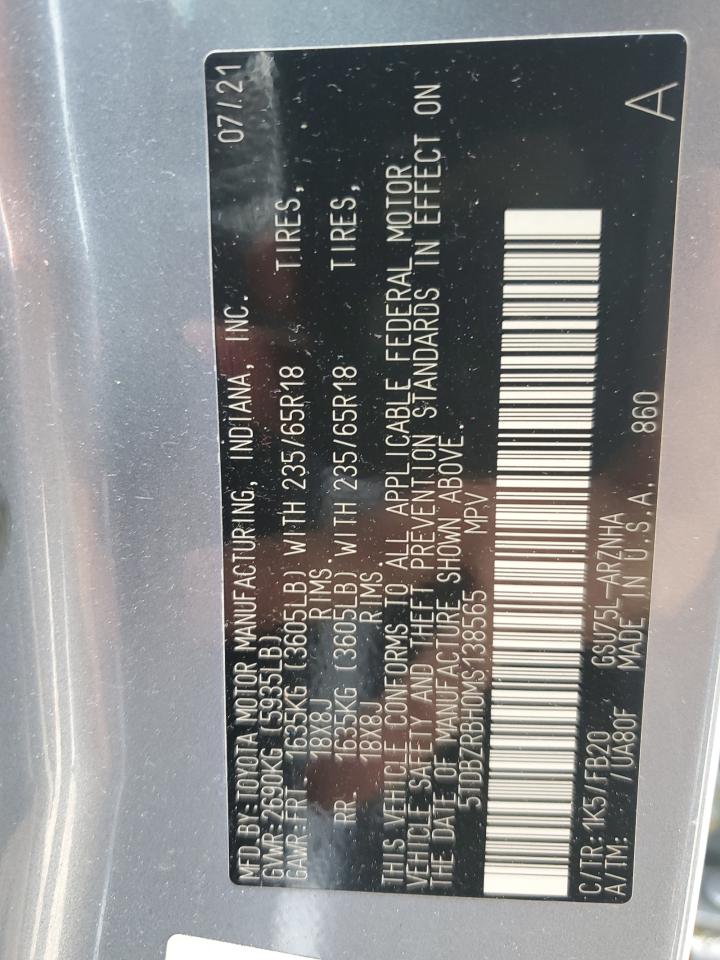 MFD BY:TOYOTA MOTOR MANUFACTURING, INDIANA, INC. 07/21
GVWR:2690KG (5935LB)
GAWR:FRT 1635KG (3605LB) WITH 235/65R18 TIRES,
18X8J RIMS.
RR. 1635KG (3605LB) WITH 235/65R18 TIRES,
18X8J RIMS
THIS VEHICLE CONFORMS TO ALL APPLICABLE FEDERAL MOTOR
VEHICLE SAFETY AND THEFT PREVENTION STANDARDS IN EFFECT ON
THE DATE OF MANUFACTURE SHOWN ABOVE.
5TDBZRBH0MS138565 MPV
C/TR:1K5/FB20 GSU75L-ARZNHA
A/TM: /UA80F MADE IN U.S.A. 860 A